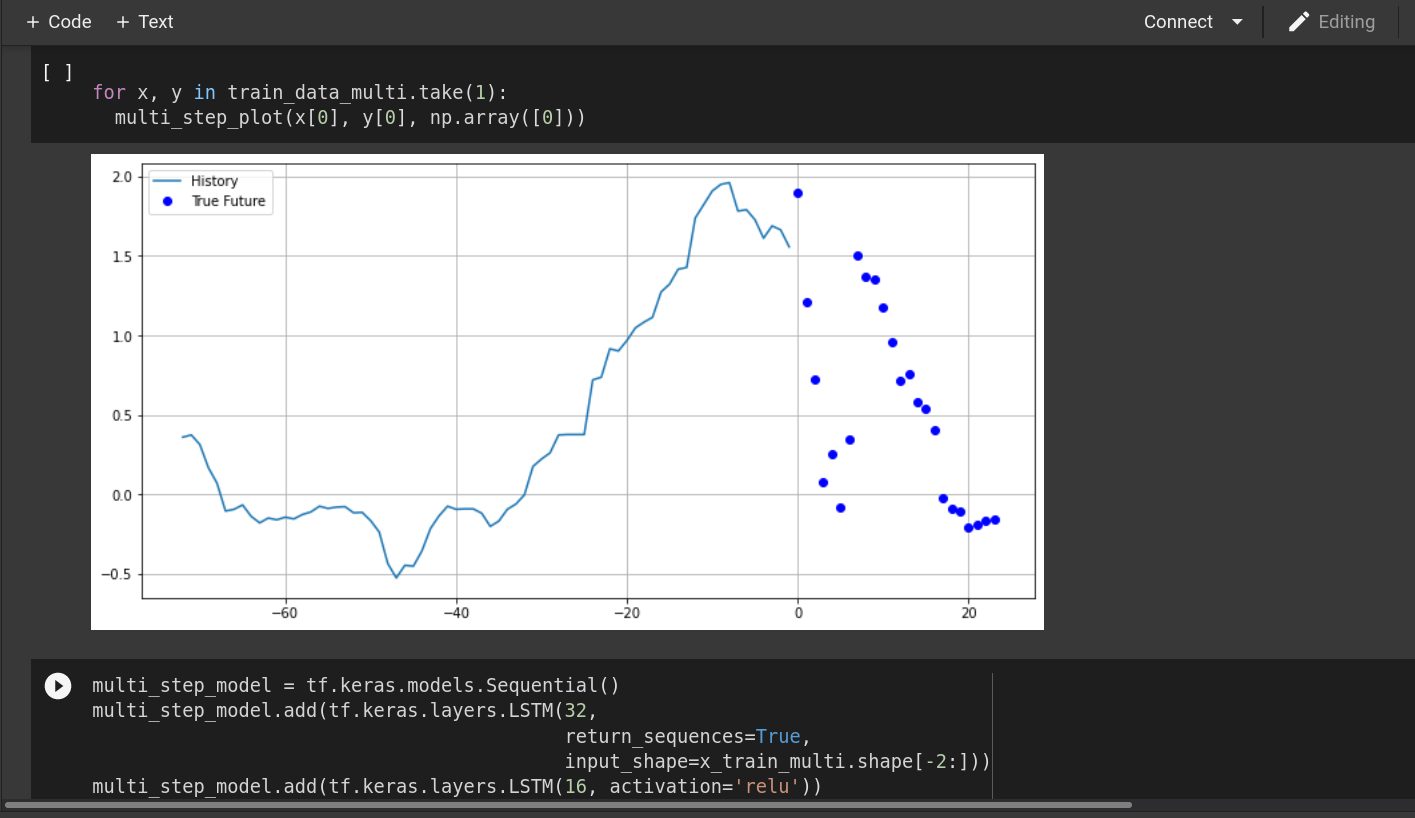 + Code + Text Connect Editing
[ ]
for x, y in train_data_multi.take(1):
multi_step_plot(x[0], y[0], np.array([0]))
2.0
History
True Future
1.5
1.0
0.5
0.0
−0.5
−60 −40 −20 0 20
multi_step_model = tf.keras.models.Sequential()
multi_step_model.add(tf.keras.layers.LSTM(32,
return_sequences=True,
input_shape=x_train_multi.shape[-2:]))
multi_step_model.add(tf.keras.layers.LSTM(16, activation='relu'))